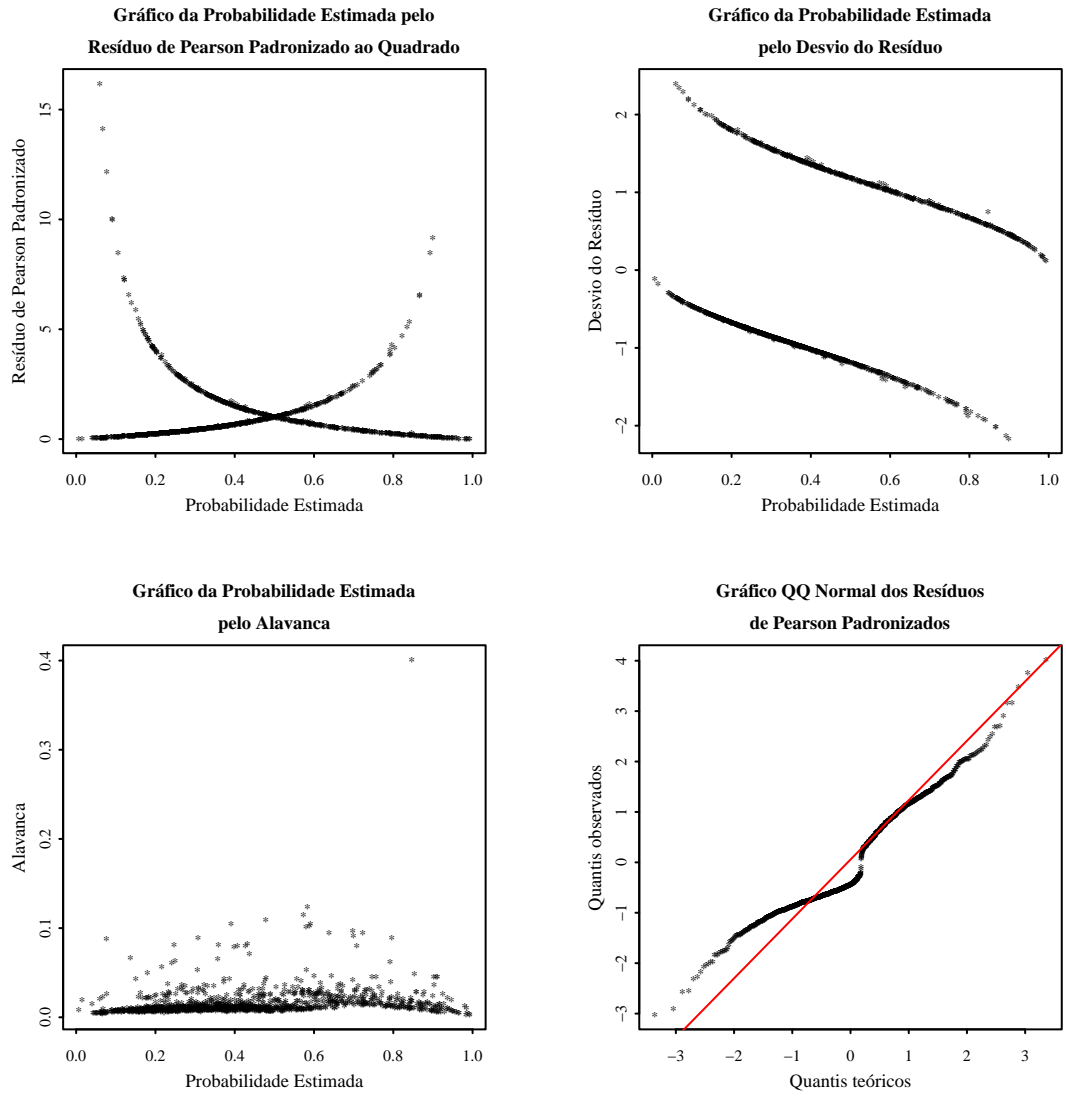 Gráfico da Probabilidade Estimada pelo
Resíduo de Pearson Padronizado ao Quadrado
Resíduo de Pearson Padronizado
15
10
5
0
0.0 0.2 0.4 0.6 0.8 1.0
Probabilidade Estimada
Gráfico da Probabilidade Estimada
pelo Desvio do Resíduo
Desvio do Resíduo
2
1
0
−1
−2
0.0 0.2 0.4 0.6 0.8 1.0
Probabilidade Estimada
Gráfico da Probabilidade Estimada
pelo Alavanca
Alavanca
0.4
0.3
0.2
0.1
0.0
0.0 0.2 0.4 0.6 0.8 1.0
Probabilidade Estimada
Gráfico QQ Normal dos Resíduos
de Pearson Padronizados
Quantis observados
4
3
2
1
0
−1
−2
−3
−3 −2 −1 0 1 2 3
Quantis teóricos